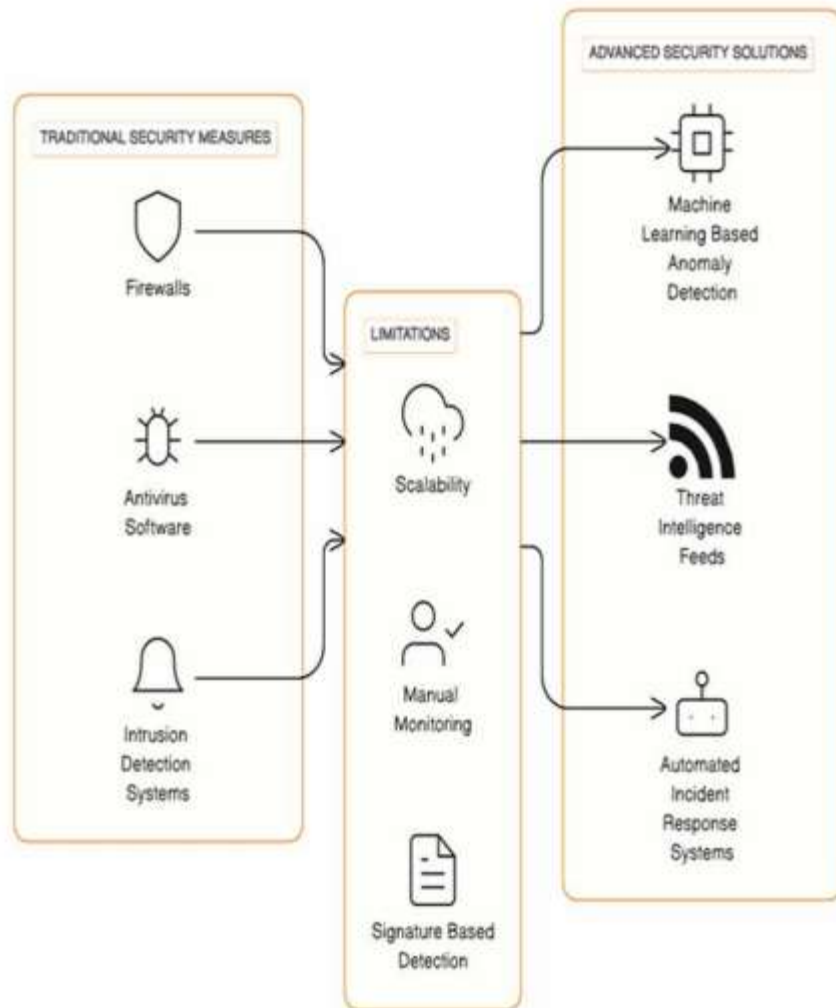 TRADITIONAL SECURITY MEASURES
Firewalls
Antivirus
Software
Intrusion
Detection
Systems
LIMITATIONS
Scalability
Manual
Monitoring
Signature Based
Detection
ADVANCED SECURITY SOLUTIONS
Machine
Learning Based
Anomaly
Detection
Threat
Intelligence
Feeds
Automated
Incident
Response
Systems